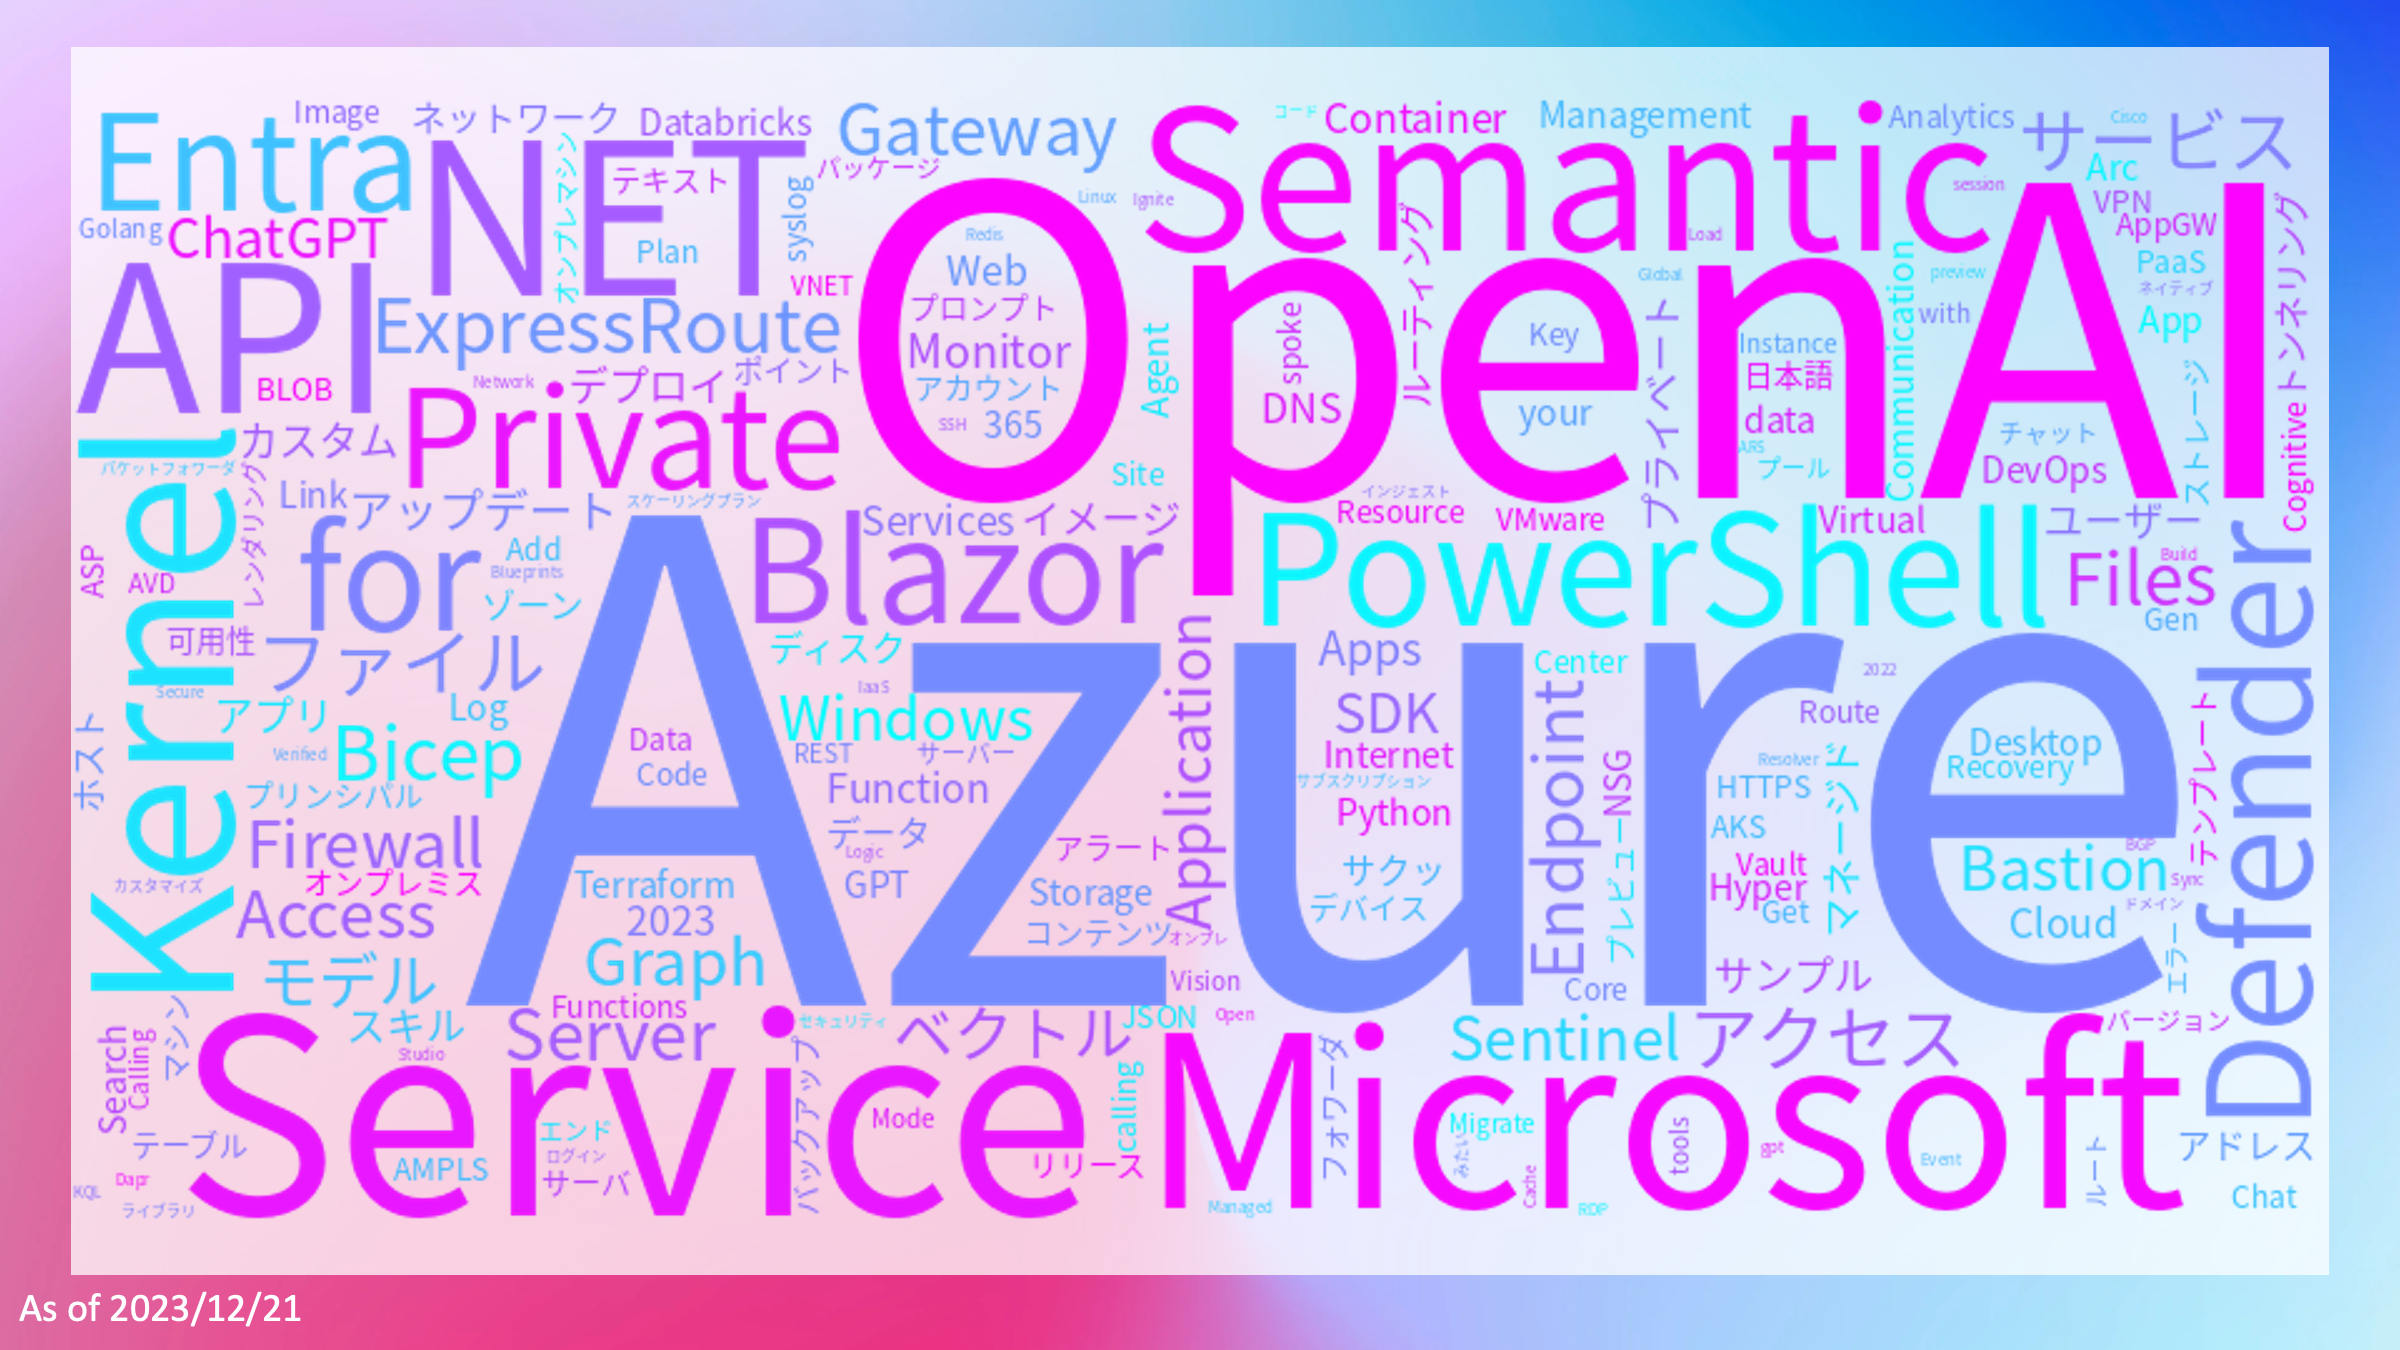 Entra
Image
ネットワーク
Databricks
Gateway
Semantic
コード
Container
Management
Analytics
サービス
Cisco
Arc
NET
オンプレマシン
テキスト
パッケージ
syslog
Plan
Golang
ChatGPT
VNET
OpenAI
Redis
Web
プロンプト
Monitor
アカウント
SSH
365
Linux
Ignite
Load
session
VPN
AppGW
PaaS
ネイティブ
App
トンネリング
API
BLOB
ExpressRoute
Network
デプロイ
ポイント
Private
Agent
Site
spoke
DNS
ルーティング
Key
your
Global
プライベート
Instance
日本語
data
ARS
プール
Communication
preview
with
チャット
DevOps
ストレージ
Cognitive
Kernel
カスタム
パケットフォワーダ
レンダリング
Link
アップデート
スケーリングプラン
Services
イメージ
インジェスト
Resource
VMware
Virtual
ユーザー
Build
Files
Gen
ASP
AVD
for
Add
Blueprints
ゾーン
Blazor
PowerShell
Defender
可用性
ファイル
Azure
ディスク
IaaS
Windows
REST
サーバー
Function
データ
Logic
GPT
アラート
Storage
コンテンツ
オンプレ
Application
Apps
SDK
Internet
サブスクリプション
Python
サクッ
デバイス
Center
Endpoint
NSG
プレビュー
Core
2022
Route
Resolver
HTTPS
マネージド
AKS
Vault
Hyper
Get
サンプル
Desktop
Recovery
テンプレート
BGP
Bastion
Sync
ドメイン
Cloud
エラー
Secure
アプリ
Log
ホスト
Verified
Bicep
プリンシパル
Data
Code
Firewall
オンプレミス
カスタマイズ
Access
Terraform
2023
Graph
モデル
スキル
Functions
Server
セキュリティ
ベクトル
JSON
Vision
Open
Sentinel
アクセス
バージョン
Search
Calling
マシン
Studio
Service
テーブル
AMPLS
エンド
ログイン
サーバ
バックアップ
Mode
calling
リリース
Microsoft
フォワーダ
Migrate
みたい
Cache
tools
gpt
Event
ルート
アドレス
Chat
KQL
Dapr
ライブラリ
Managed
RDP
As of 2023/12/21